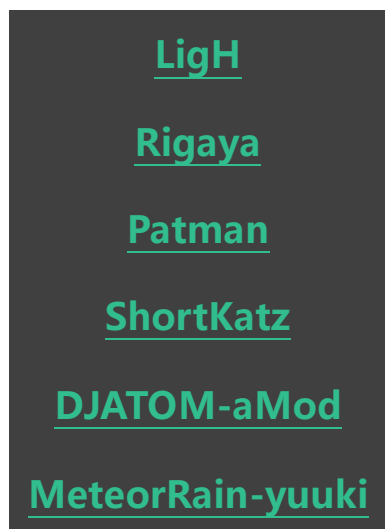 LigH
Rigaya
Patman
ShortKatz
DJATOM-aMod
MeteorRain-yuuki